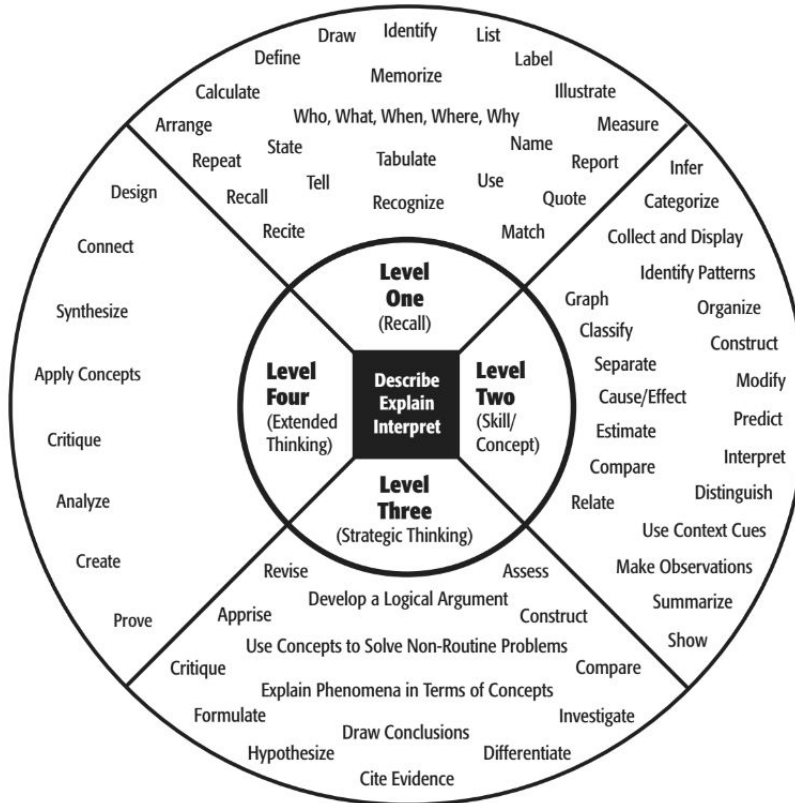 Draw
Identify
List
Define
Label
Memorize
Calculate
Illustrate
Who, What, When, Where, Why
Arrange
Measure
State
Name
Repeat
Tabulate
Report
Tell
Use
Recall
Recognize
Quote
Recite
Match
Level
One
(Recall)
Infer
Categorize
Collect and Display
Identify Patterns
Graph
Organize
Classify
Construct
Separate
Modify
Cause/Effect
Predict
Estimate
Interpret
Compare
Distinguish
Relate
Use Context Cues
Make Observations
Summarize
Show
Level
Two
(Skill/
Concept)
Describe
Explain
Interpret
Level
Four
(Extended
Thinking)
Design
Connect
Synthesize
Apply Concepts
Critique
Analyze
Create
Prove
Level
Three
(Strategic Thinking)
Revise
Assess
Develop a Logical Argument
Apprise
Construct
Use Concepts to Solve Non-Routine Problems
Critique
Compare
Explain Phenomena in Terms of Concepts
Formulate
Investigate
Draw Conclusions
Hypothesize
Differentiate
Cite Evidence